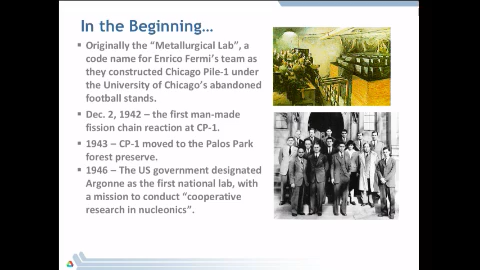 In the Beginning…
Originally the “Metallurgical Lab”, a
code name for Enrico Fermi’s team as
they constructed Chicago Pile-1 under
the University of Chicago’s abandoned
football stands.
Dec. 2, 1942 – the first man-made
fission chain reaction at CP-1.
1943 – CP-1 moved to the Palos Park
forest preserve.
1946 – The US government designated
Argonne as the first national lab, with
a mission to conduct “cooperative
research in nucleonics”.